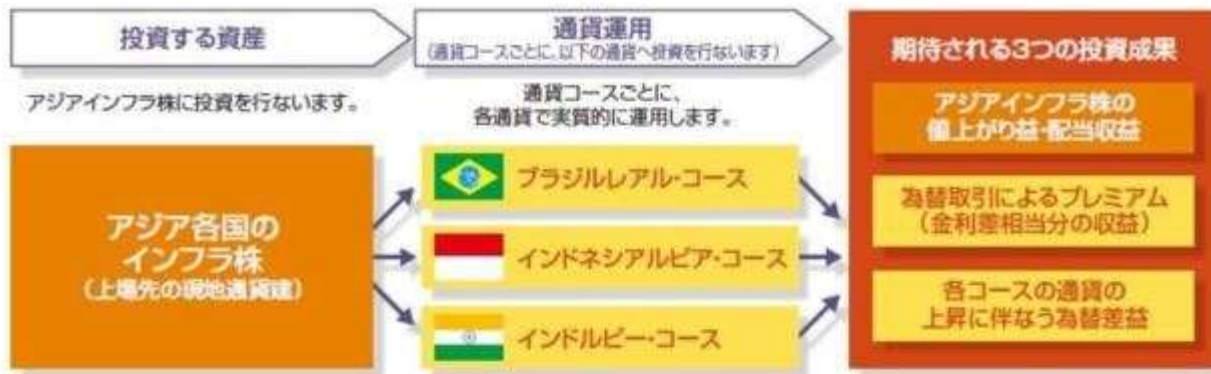 投資する資産
通貨運用
(通貨コースごとに、以下の通貨へ投資を行ないます)
アジアインフラ株に投資を行ないます。
通貨コースごとに、
各通貨で実質的に運用します。
アジア各国の
インフラ株
(上場先の現地通貨建)
ブラジルレアル・コース
インドネシアルピア・コース
インドルピー・コース
期待される3つの投資成果
アジアインフラ株の
値上がり益・配当収益
為替取引によるプレミアム
(金利差相当分の収益)
各コースの通貨の
上昇に伴なう為替差益